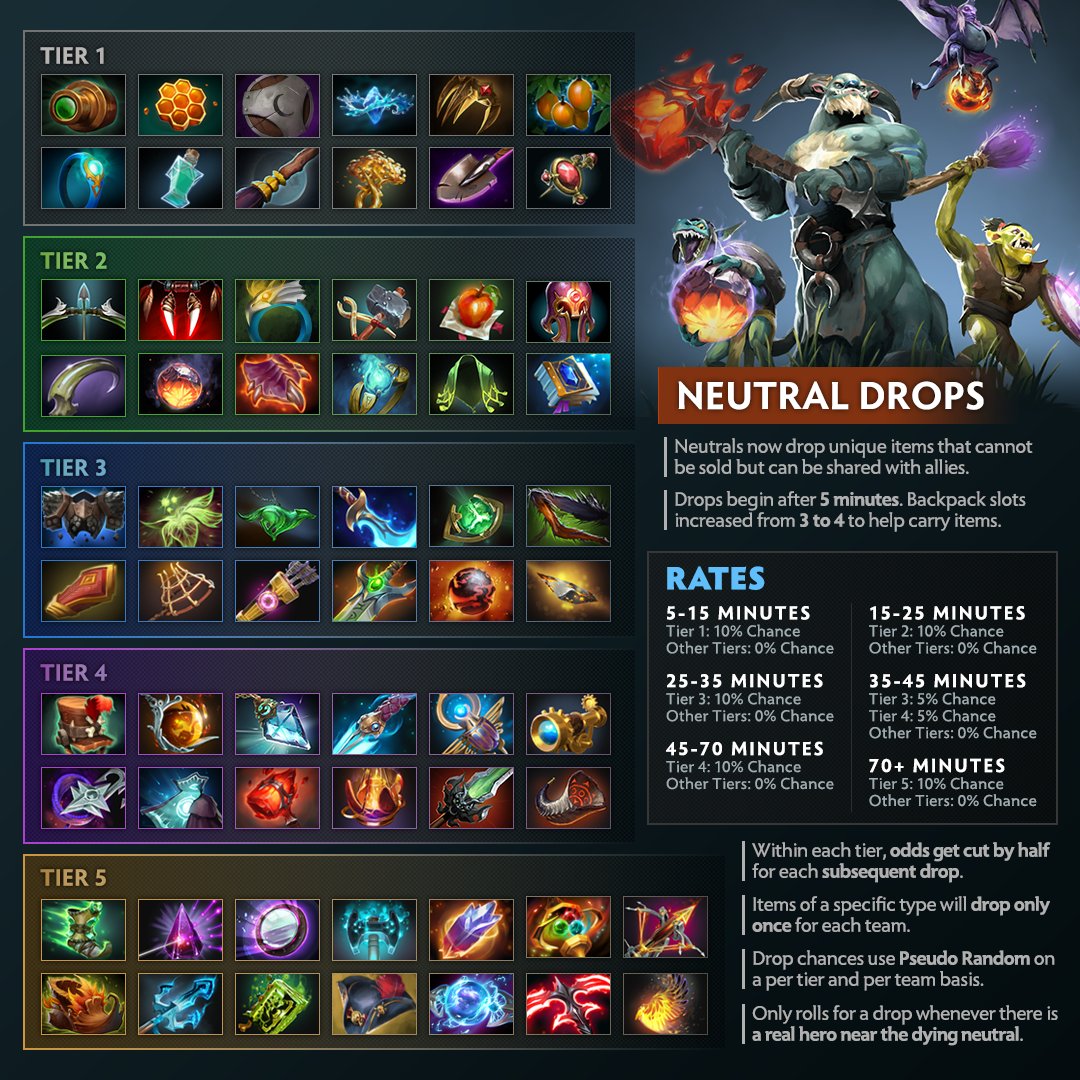 TIER 1
TIER 2
TIER 3
TIER 4
TIER 5
NEUTRAL DROPS
Neutrals now drop unique items that cannot
be sold but can be shared with allies.
Drops begin after 5 minutes. Backpack slots
increased from 3 to 4 to help carry items.
RATES
5-15 MINUTES
Tier 1: 10% Chance
Other Tiers: 0% Chance
15-25 MINUTES
Tier 2: 10% Chance
Other Tiers: 0% Chance
25-35 MINUTES
Tier 3: 10% Chance
Other Tiers: 0% Chance
35-45 MINUTES
Tier 3: 5% Chance
Tier 4: 5% Chance
Other Tiers: 0% Chance
45-70 MINUTES
Tier 4: 10% Chance
Other Tiers: 0% Chance
70+ MINUTES
Tier 5: 10% Chance
Other Tiers: 0% Chance
Within each tier, odds get cut by half
for each subsequent drop.
Items of a specific type will drop only
once for each team.
Drop chances use Pseudo Random on
a per tier and per team basis.
Only rolls for a drop whenever there is
a real hero near the dying neutral.